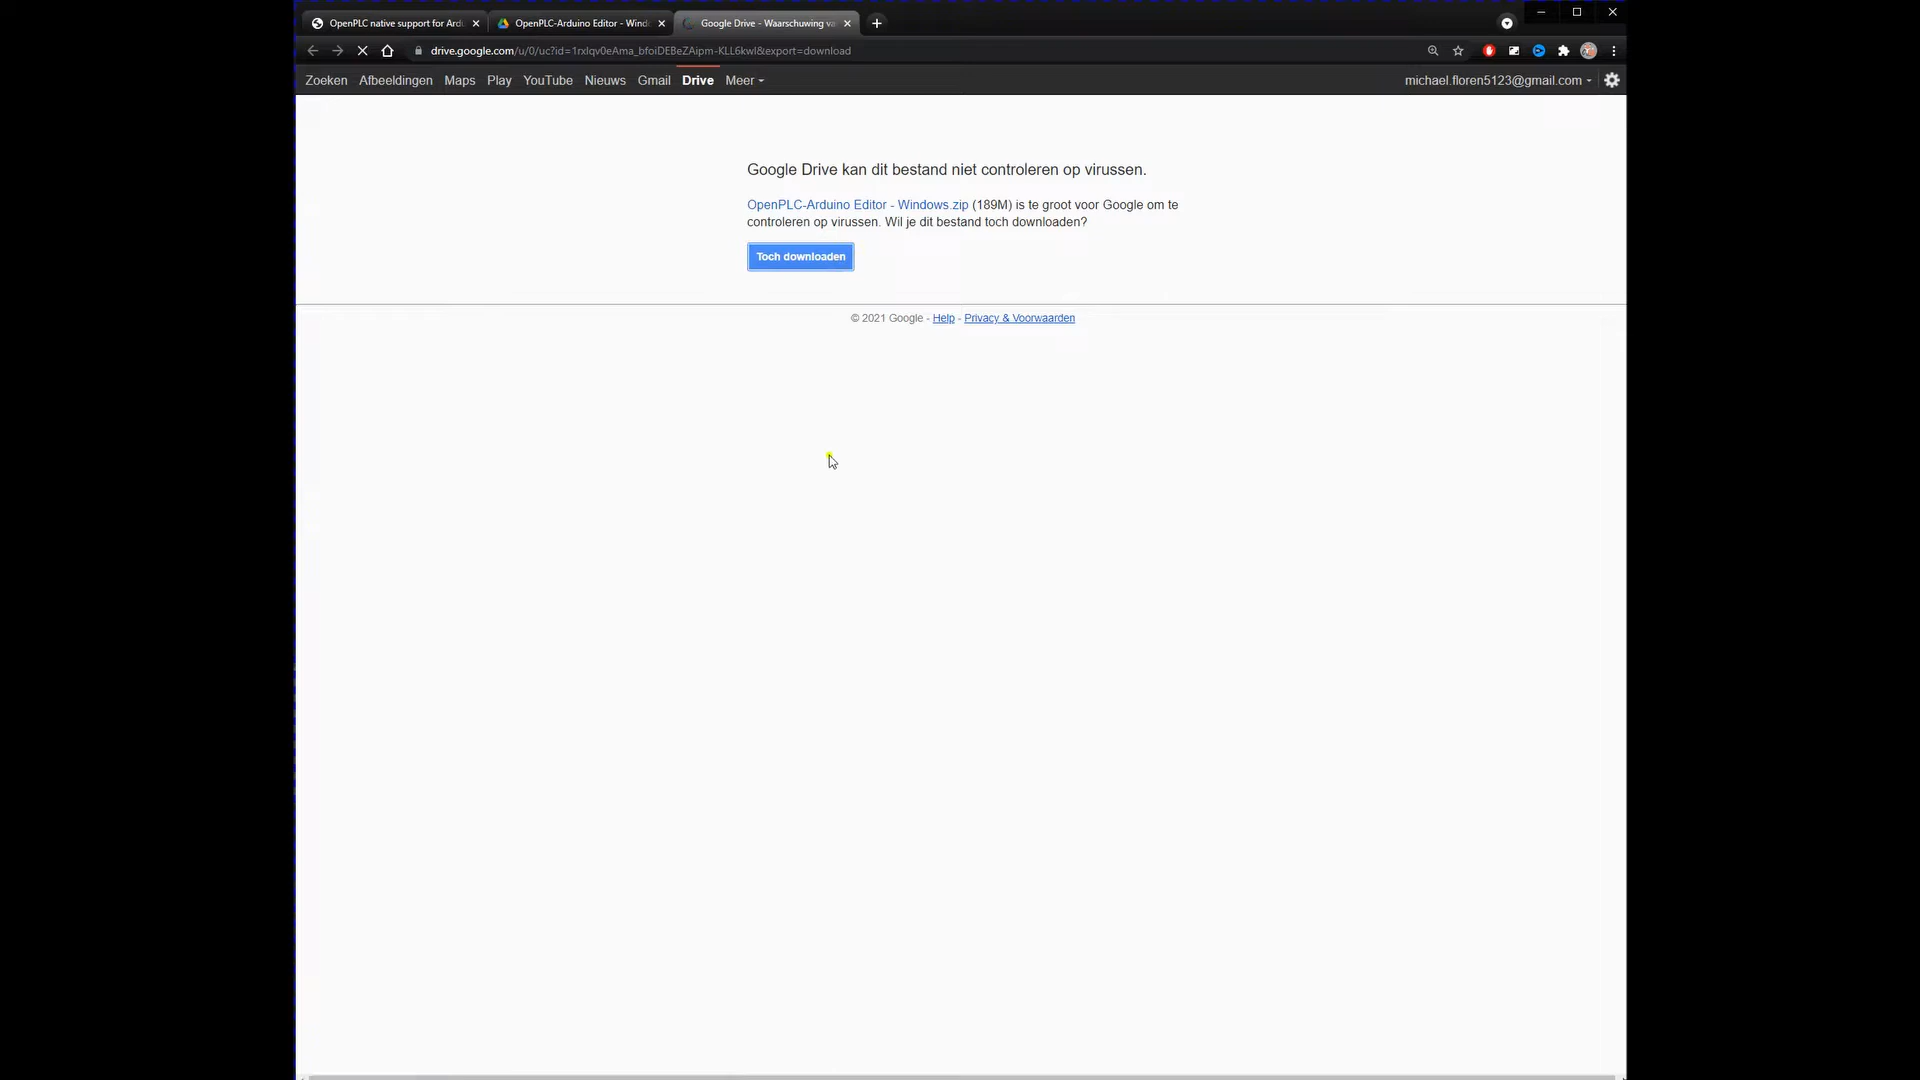 OpenPLC native support for Ard
OpenPLC-Arduino Editor - Wind
Google Drive - Waarschuwing va
drive.google.com/u/0/uc?id=1rxlqv0eAma_bfoiDEBeZAipm-KLL6kwl&export=download
Zoeken Afbeeldingen Maps Play YouTube Nieuws Gmail Drive Meer
michael.floren5123@gmail.com
Google Drive kan dit bestand niet controleren op virussen.
OpenPLC-Arduino Editor - Windows.zip (189M) is te groot voor Google om te
controleren op virussen. Wil je dit bestand toch downloaden?
Toch downloaden
© 2021 Google - Help - Privacy & Voorwaarden